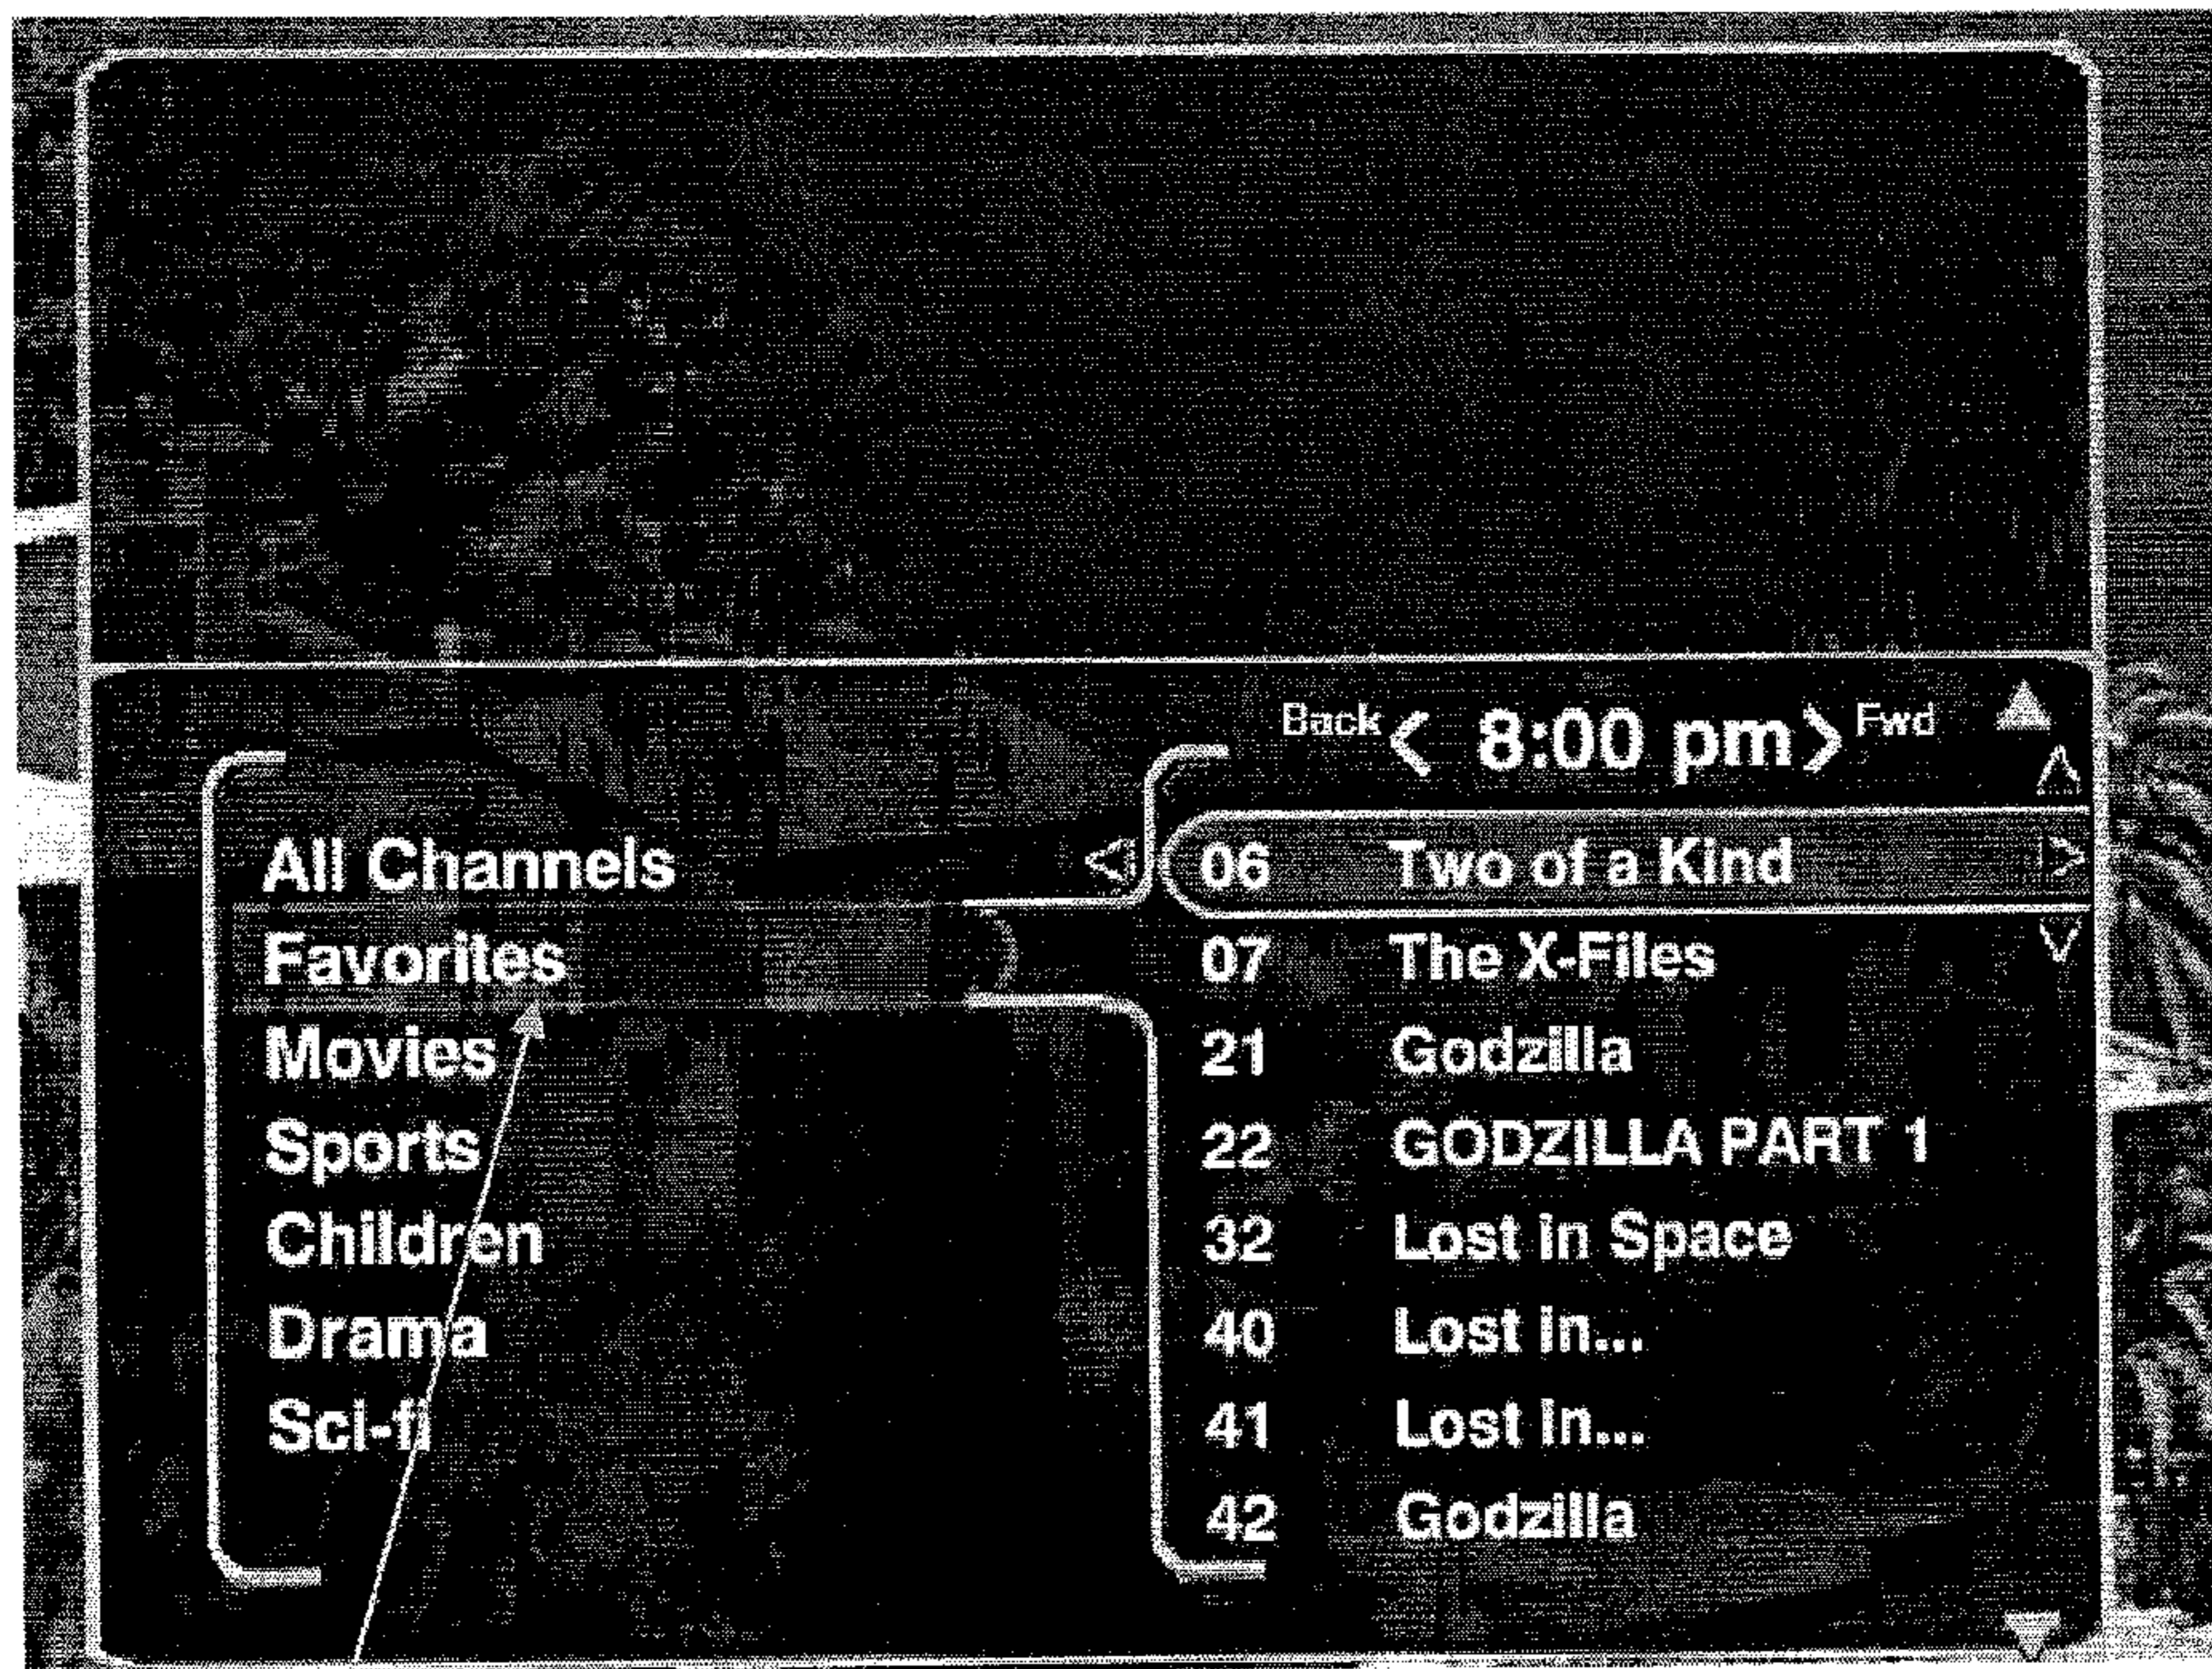 Back < 8:00 pm > Fwd
All Channels
Favorites
Movies
Sports
Children
Drama
Sci-fi
06 Two of a Kind
07 The X-Files
21 Godzilla
22 GODZILLA PART 1
32 Lost in Space
40 Lost in...
41 Lost in...
42 Godzilla